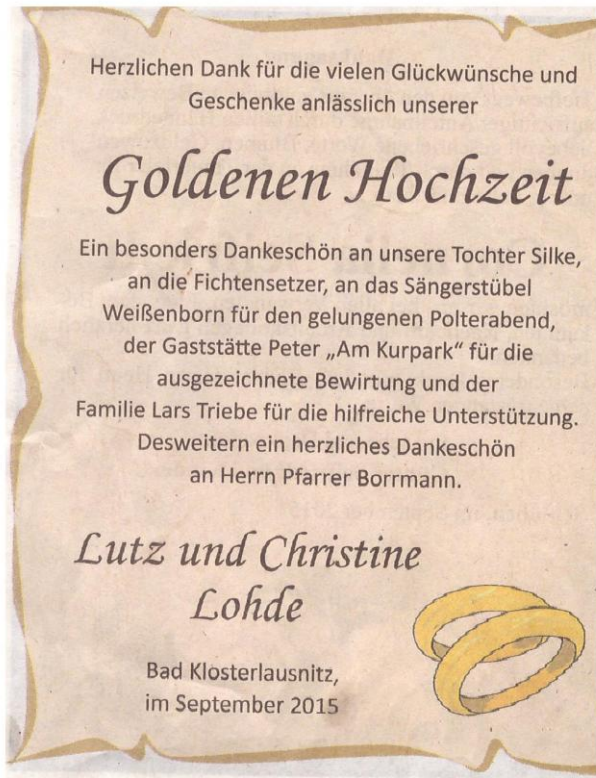 Herzlichen Dank für die vielen Glückwünsche und
Geschenke anlässlich unserer
Goldenen Hochzeit
Ein besonders Dankeschön an unsere Tochter Silke,
an die Fichtensetzer, an das Sängerstübel
Weißenborn für den gelungenen Polterabend,
der Gaststätte Peter „Am Kurpark“ für die
ausgezeichnete Bewirtung und der
Familie Lars Triebe für die hilfreiche Unterstützung.
Desweitern ein herzliches Dankeschön
an Herrn Pfarrer Borrmann.
Lutz und Christine
Lohde
Bad Klosterlausnitz,
im September 2015